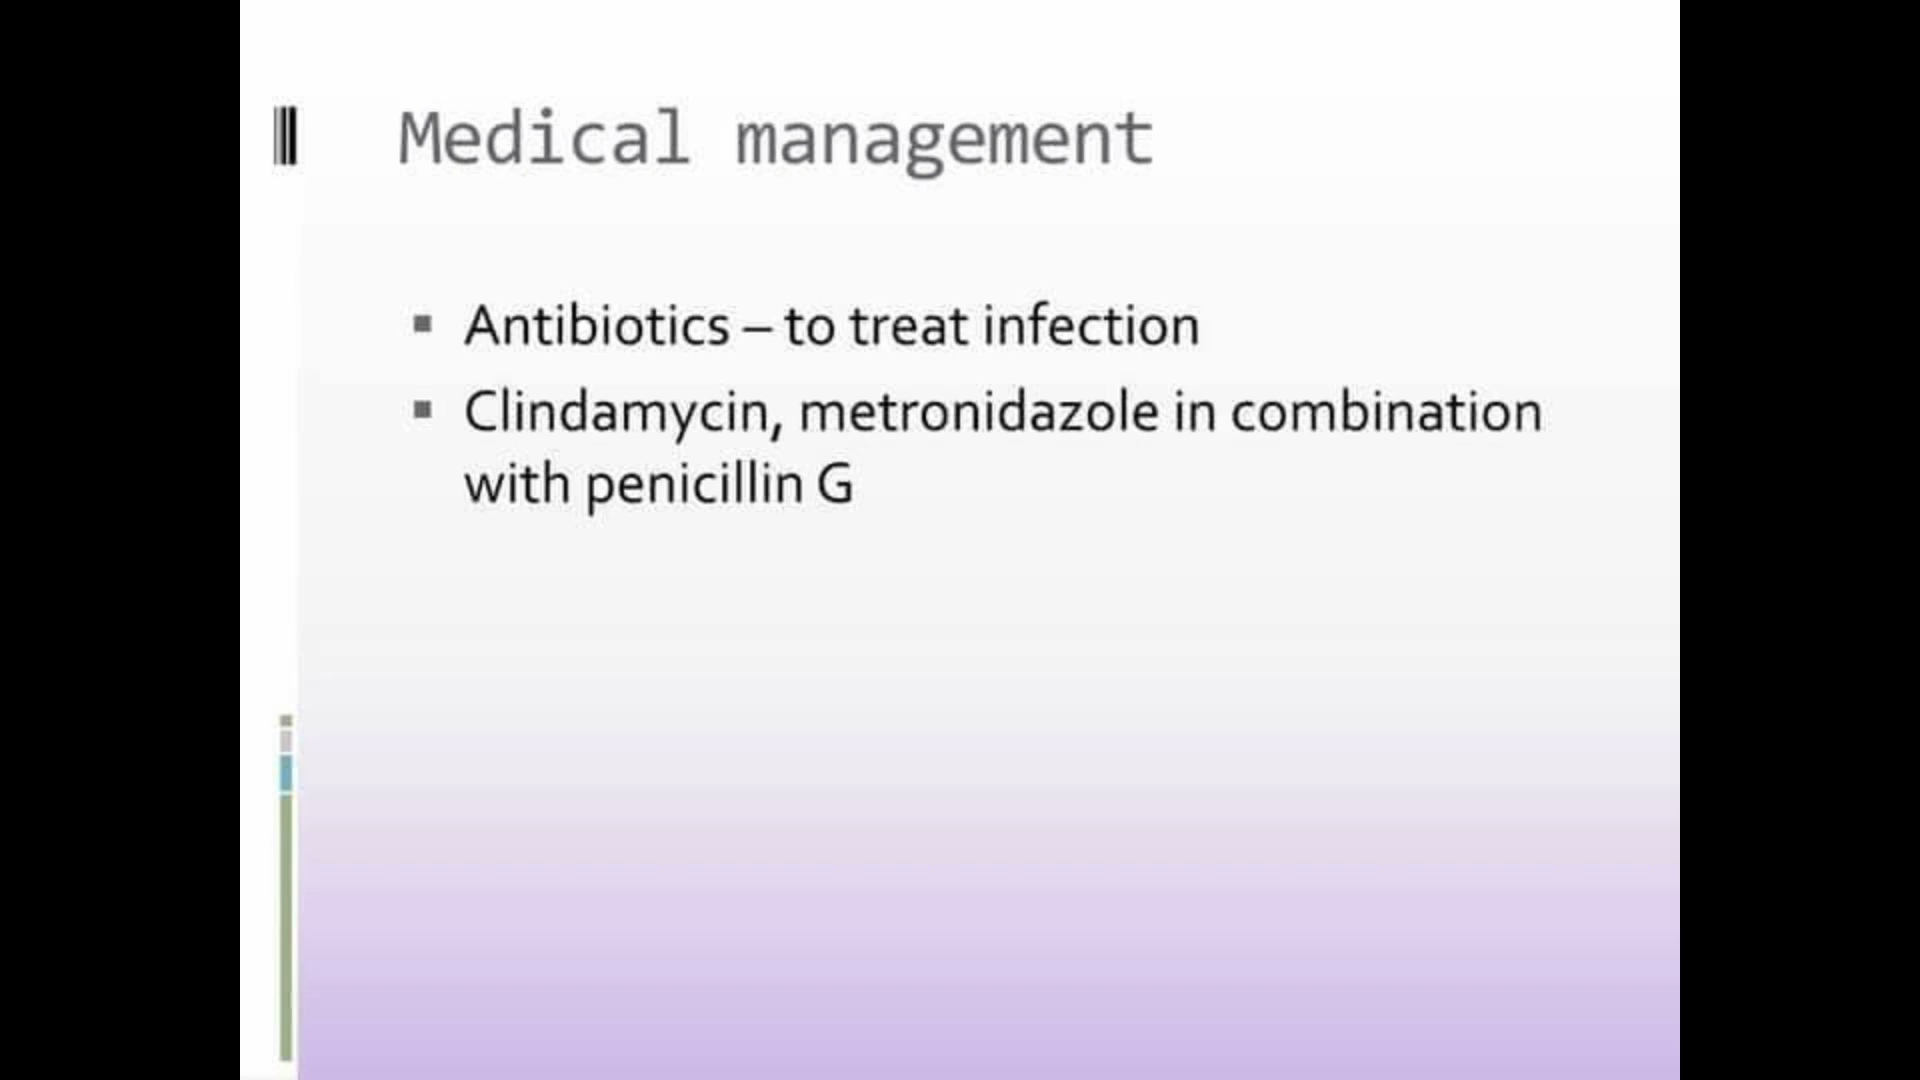 Medical management
▪ Antibiotics – to treat infection
▪ Clindamycin, metronidazole in combination
with penicillin G